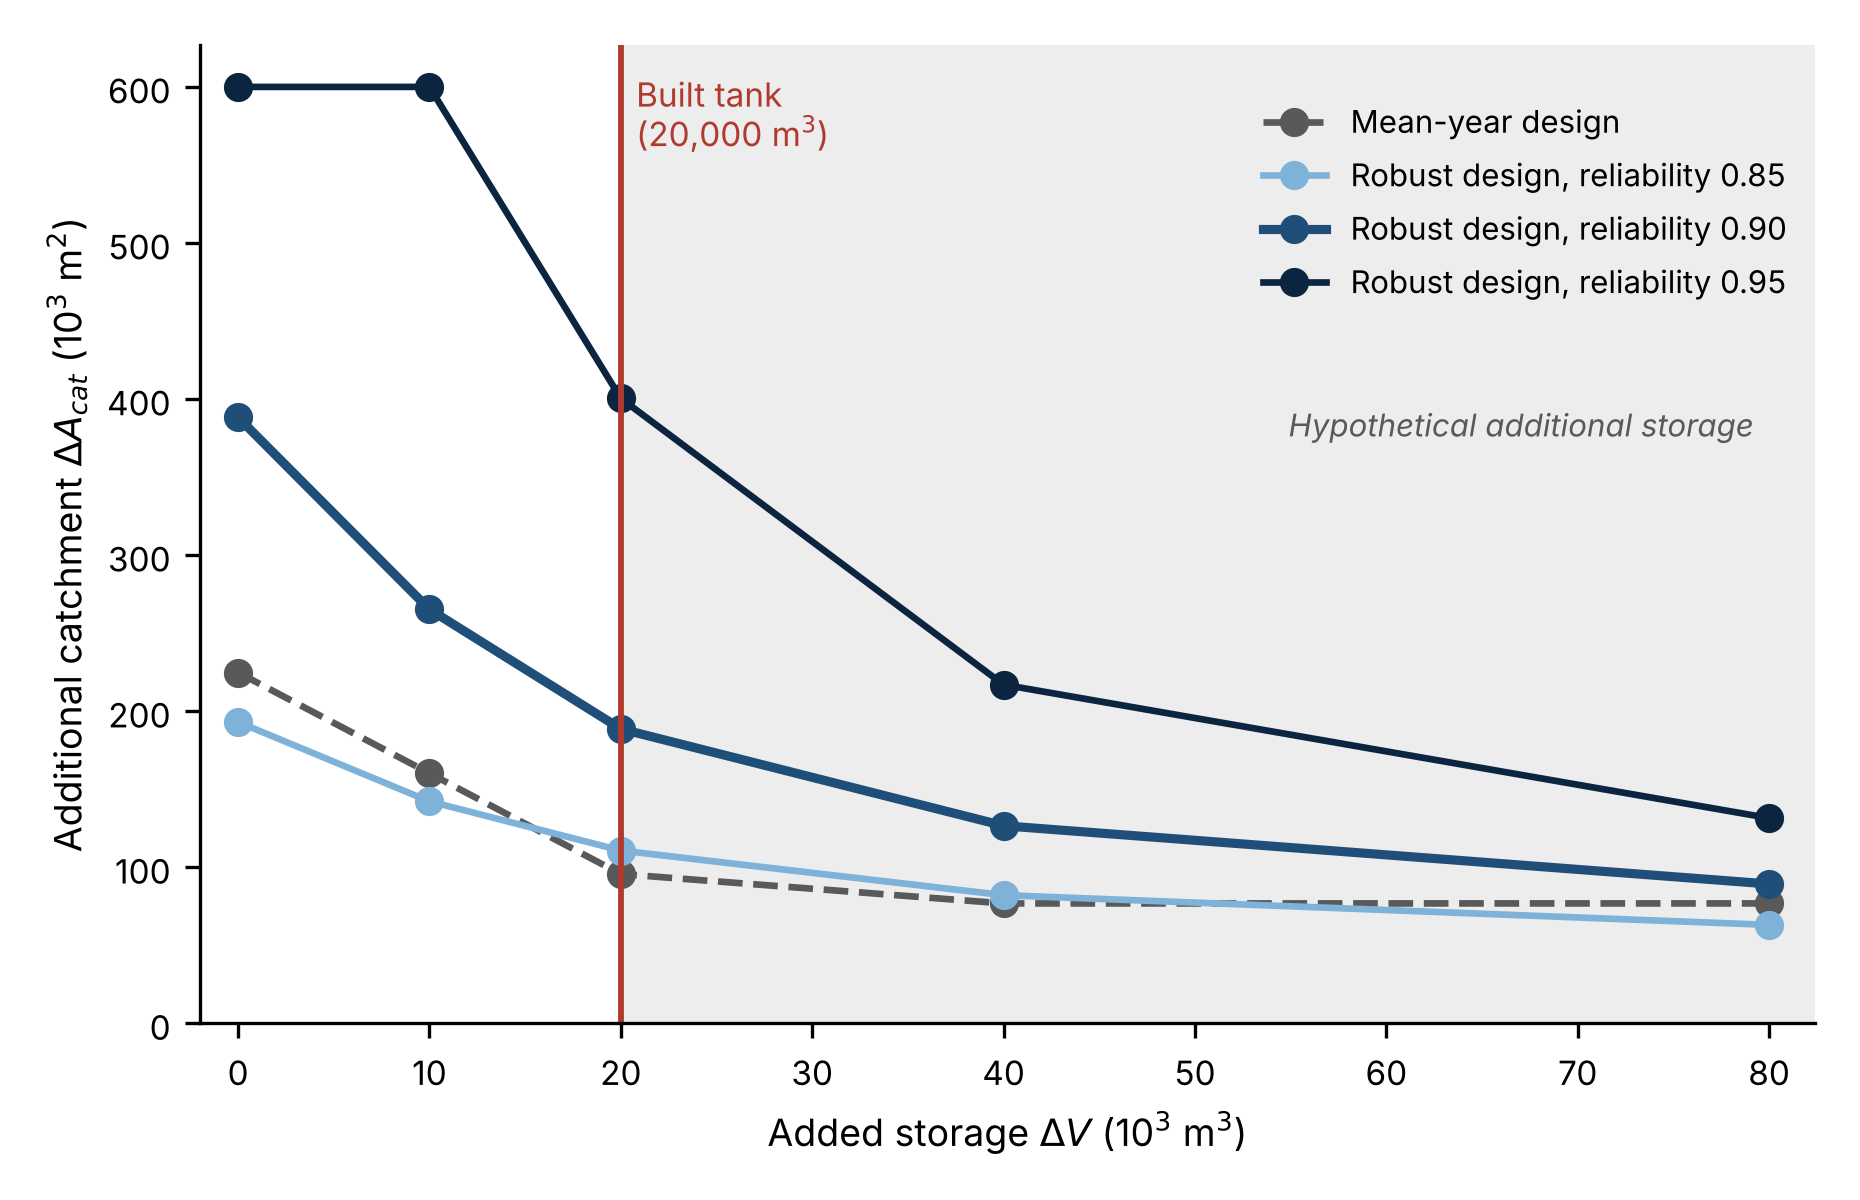 Built tank
(20,000 m³)
Mean-year design
Robust design, reliability 0.85
Robust design, reliability 0.90
Robust design, reliability 0.95
Hypothetical additional storage
Additional catchment ΔA_cat (10³ m²)
600
500
400
300
200
100
0
0 10 20 30 40 50 60 70 80
Added storage ΔV (10³ m³)